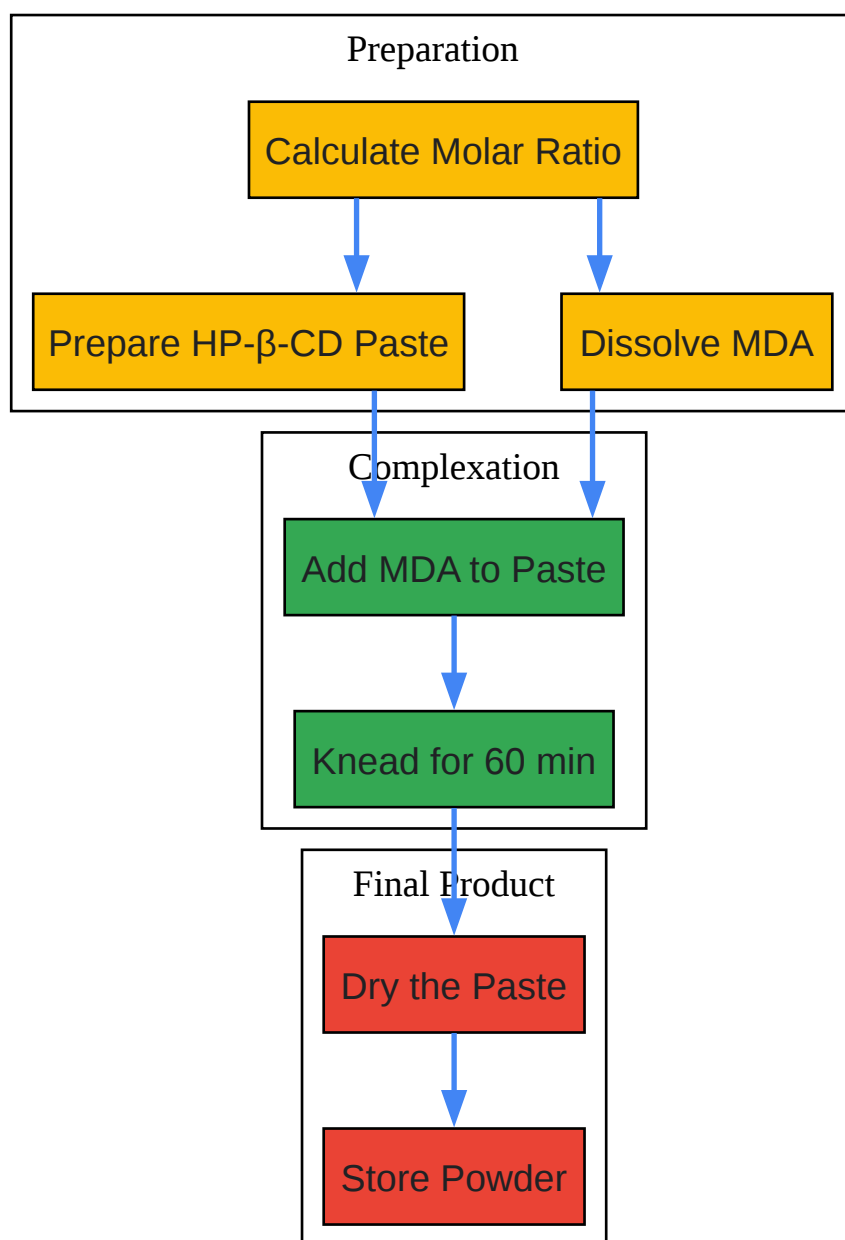 Preparation
Calculate Molar Ratio
Prepare HP-β-CD Paste
Dissolve MDA
Complexation
Add MDA to Paste
Knead for 60 min
Final Product
Dry the Paste
Store Powder